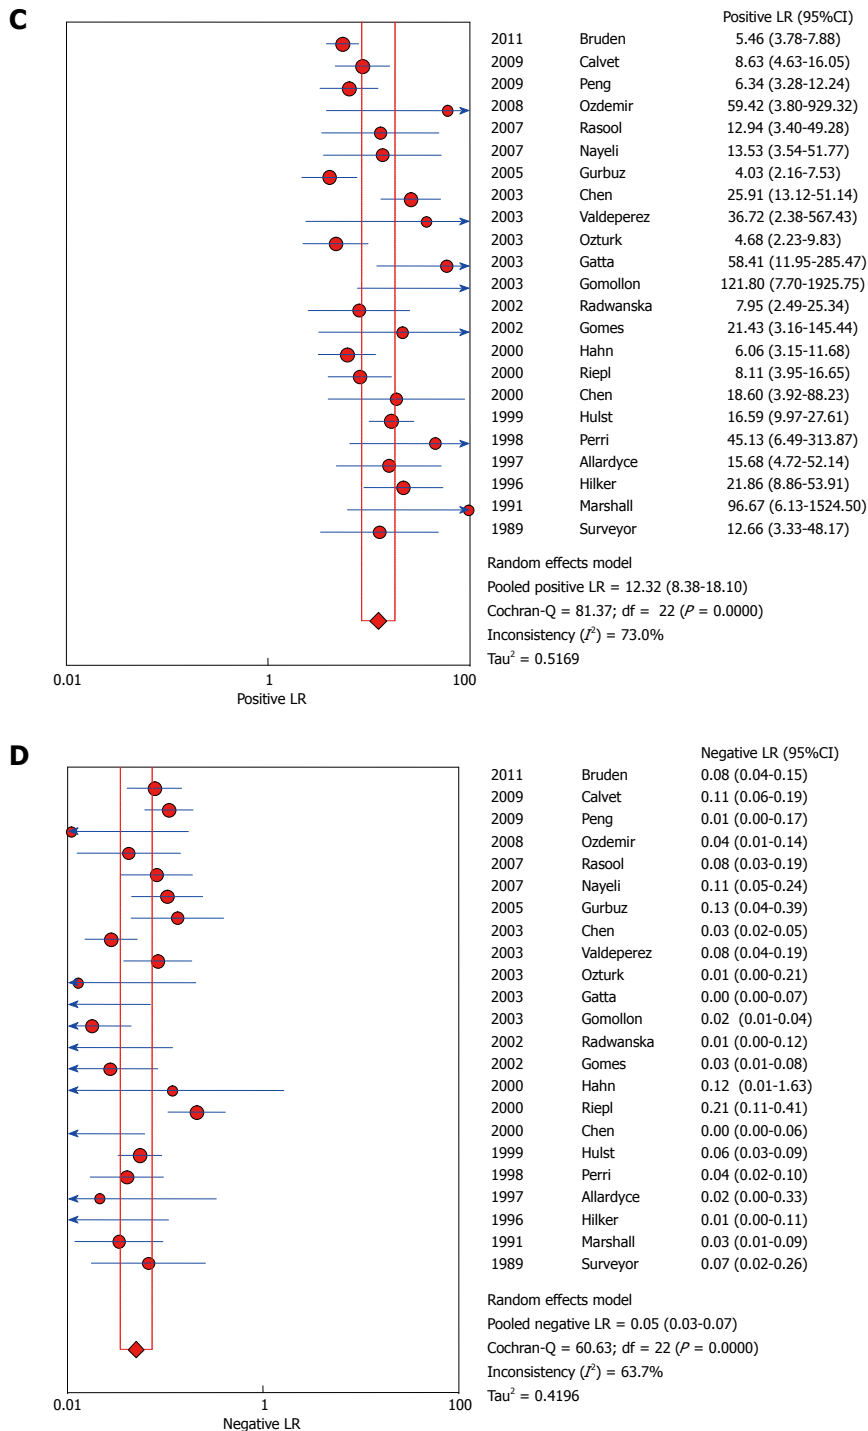 C
Positive LR (95%CI)
2011 Bruden 5.46 (3.78-7.88)
2009 Calvet 8.63 (4.63-16.05)
2009 Peng 6.34 (3.28-12.24)
2008 Ozdemir 59.42 (3.80-929.32)
2007 Rasool 12.94 (3.40-49.28)
2007 Nayeli 13.53 (3.54-51.77)
2005 Gurbuz 4.03 (2.16-7.53)
2003 Chen 25.91 (13.12-51.14)
2003 Valdeperez 36.72 (2.38-567.43)
2003 Ozturk 4.68 (2.23-9.83)
2003 Gatta 58.41 (11.95-285.47)
2003 Gomollon 121.80 (7.70-1925.75)
2002 Radwanska 7.95 (2.49-25.34)
2002 Gomes 21.43 (3.16-145.44)
2000 Hahn 6.06 (3.15-11.68)
2000 Riepl 8.11 (3.95-16.65)
2000 Chen 18.60 (3.92-88.23)
1999 Hulst 16.59 (9.97-27.61)
1998 Perri 45.13 (6.49-313.87)
1997 Allardyce 15.68 (4.72-52.14)
1996 Hilker 21.86 (8.86-53.91)
1991 Marshall 96.67 (6.13-1524.50)
1989 Surveyor 12.66 (3.33-48.17)
Random effects model
Pooled positive LR = 12.32 (8.38-18.10)
Cochran-Q = 81.37; df = 22 (P = 0.0000)
Inconsistency (I²) = 73.0%
Tau² = 0.5169
0.01 1 100
Positive LR
D
Negative LR (95%CI)
2011 Bruden 0.08 (0.04-0.15)
2009 Calvet 0.11 (0.06-0.19)
2009 Peng 0.01 (0.00-0.17)
2008 Ozdemir 0.04 (0.01-0.14)
2007 Rasool 0.08 (0.03-0.19)
2007 Nayeli 0.11 (0.05-0.24)
2005 Gurbuz 0.13 (0.04-0.39)
2003 Chen 0.03 (0.02-0.05)
2003 Valdeperez 0.08 (0.04-0.19)
2003 Ozturk 0.01 (0.00-0.21)
2003 Gatta 0.00 (0.00-0.07)
2003 Gomollon 0.02 (0.01-0.04)
2002 Radwanska 0.01 (0.00-0.12)
2002 Gomes 0.03 (0.01-0.08)
2000 Hahn 0.12 (0.01-1.63)
2000 Riepl 0.21 (0.11-0.41)
2000 Chen 0.00 (0.00-0.06)
1999 Hulst 0.06 (0.03-0.09)
1998 Perri 0.04 (0.02-0.10)
1997 Allardyce 0.02 (0.00-0.33)
1996 Hilker 0.01 (0.00-0.11)
1991 Marshall 0.03 (0.01-0.09)
1989 Surveyor 0.07 (0.02-0.26)
Random effects model
Pooled negative LR = 0.05 (0.03-0.07)
Cochran-Q = 60.63; df = 22 (P = 0.0000)
Inconsistency (I²) = 63.7%
Tau² = 0.4196
0.01 1 100
Negative LR